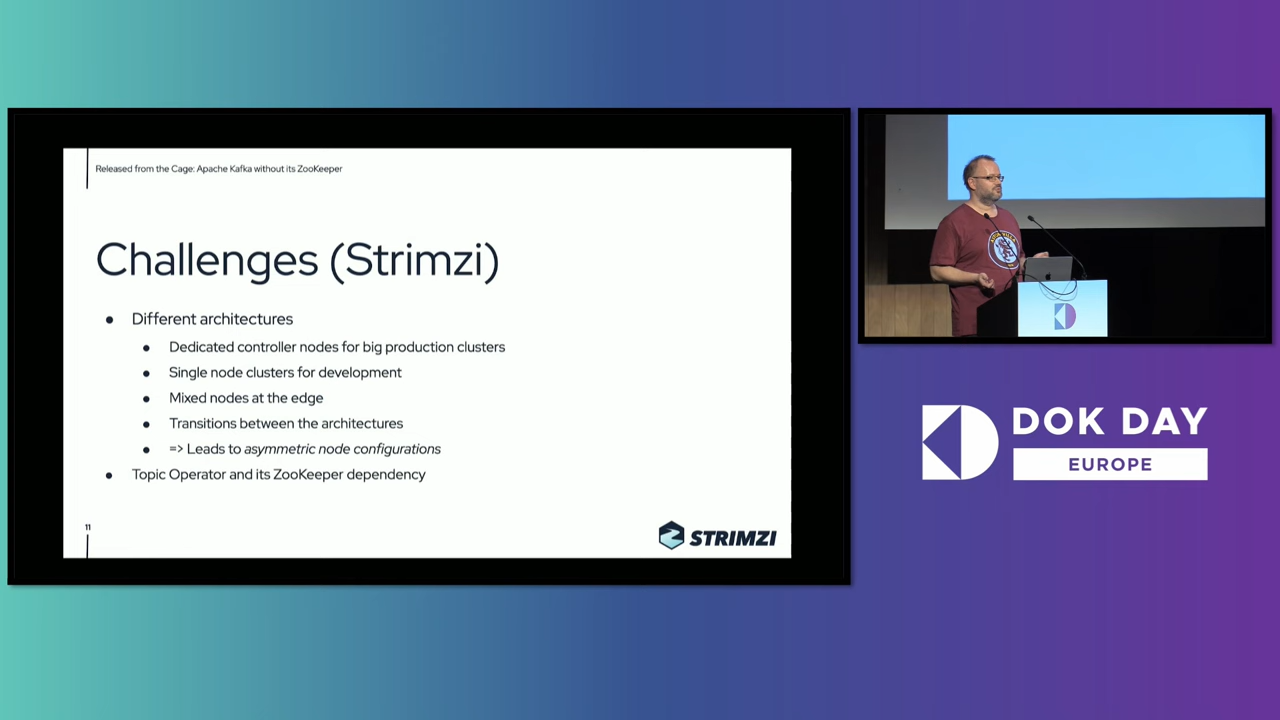 Released from the Cage: Apache Kafka without its ZooKeeper
Challenges (Strimzi)
● Different architectures
● Dedicated controller nodes for big production clusters
● Single node clusters for development
● Mixed nodes at the edge
● Transitions between the architectures
● => Leads to asymmetric node configurations
● Topic Operator and its ZooKeeper dependency
11
STRIMZI
DOK DAY
EUROPE